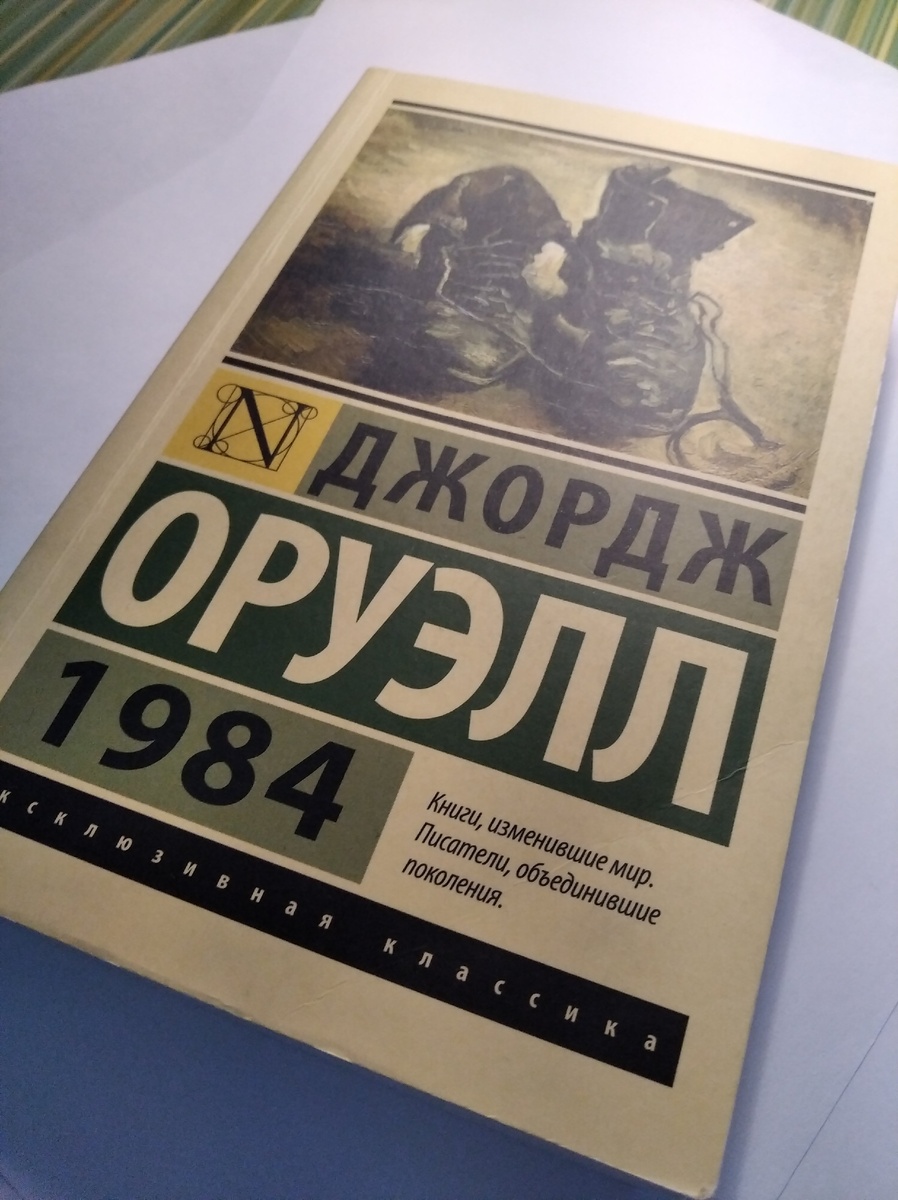 N
ДЖОРДЖ
ОРУЭЛЛ
1984
Книги, изменившие мир.
Писатели, объединившие
поколения.
ксклюзивная классика